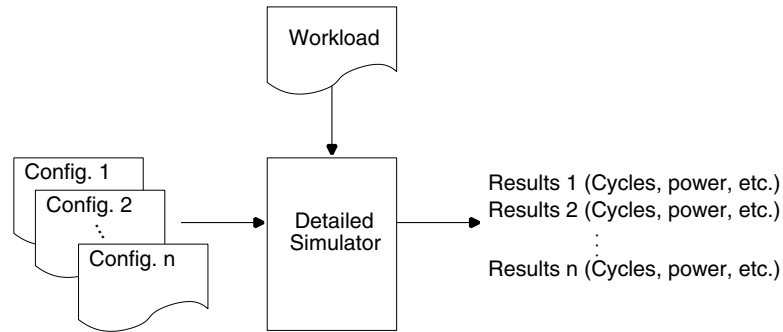 Workload
Config. 1
Config. 2
Config. n
Detailed
Simulator
Results 1 (Cycles, power, etc.)
Results 2 (Cycles, power, etc.)
Results n (Cycles, power, etc.)